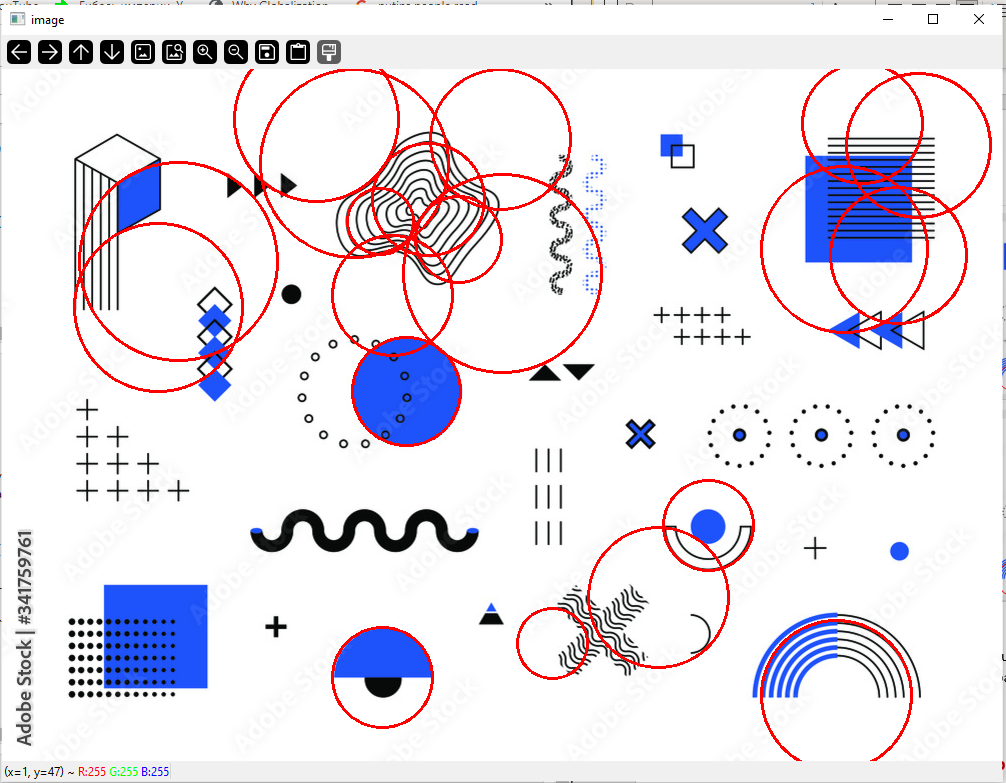 image
Adobe Stock | #341759761
(x=1, y=47) ~ R:255 G:255 B:255